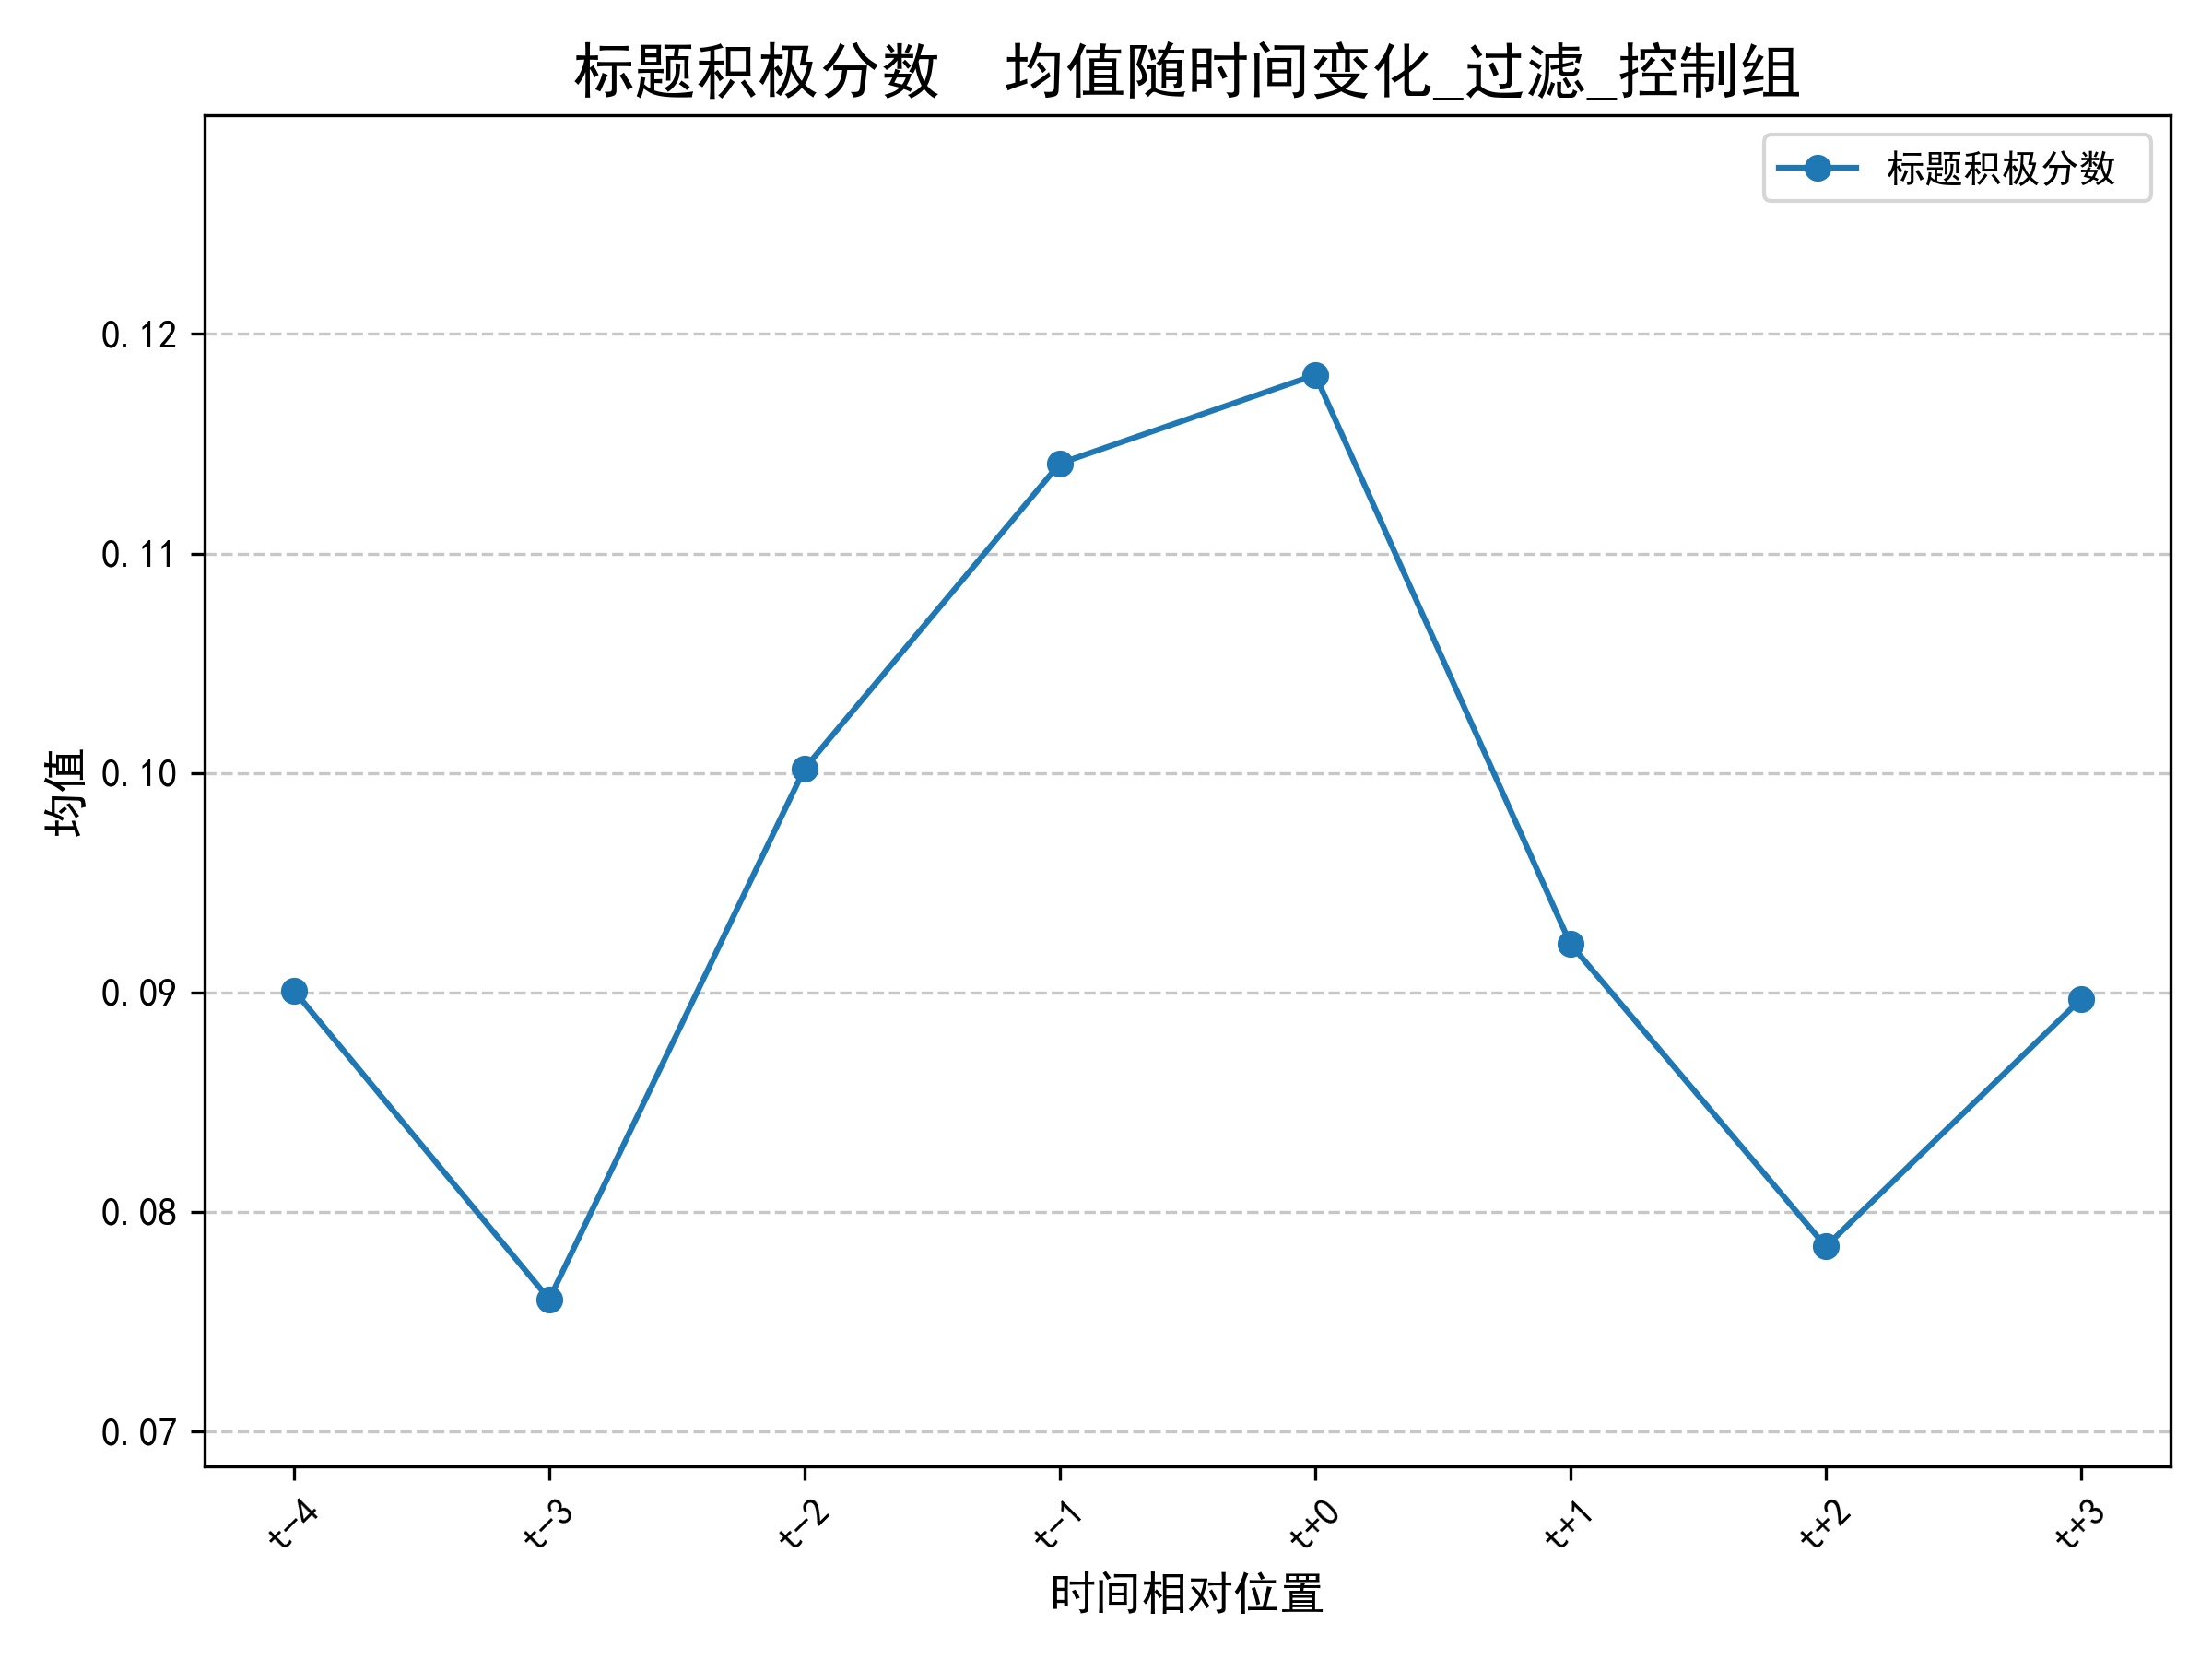 标题积极分数　均值随时间变化_过滤_控制组
标题积极分数
0.12
0.11
0.10
0.09
0.08
0.07
均值
t-4
t-3
t-2
t-1
t+0
t+1
t+2
t+3
时间相对位置